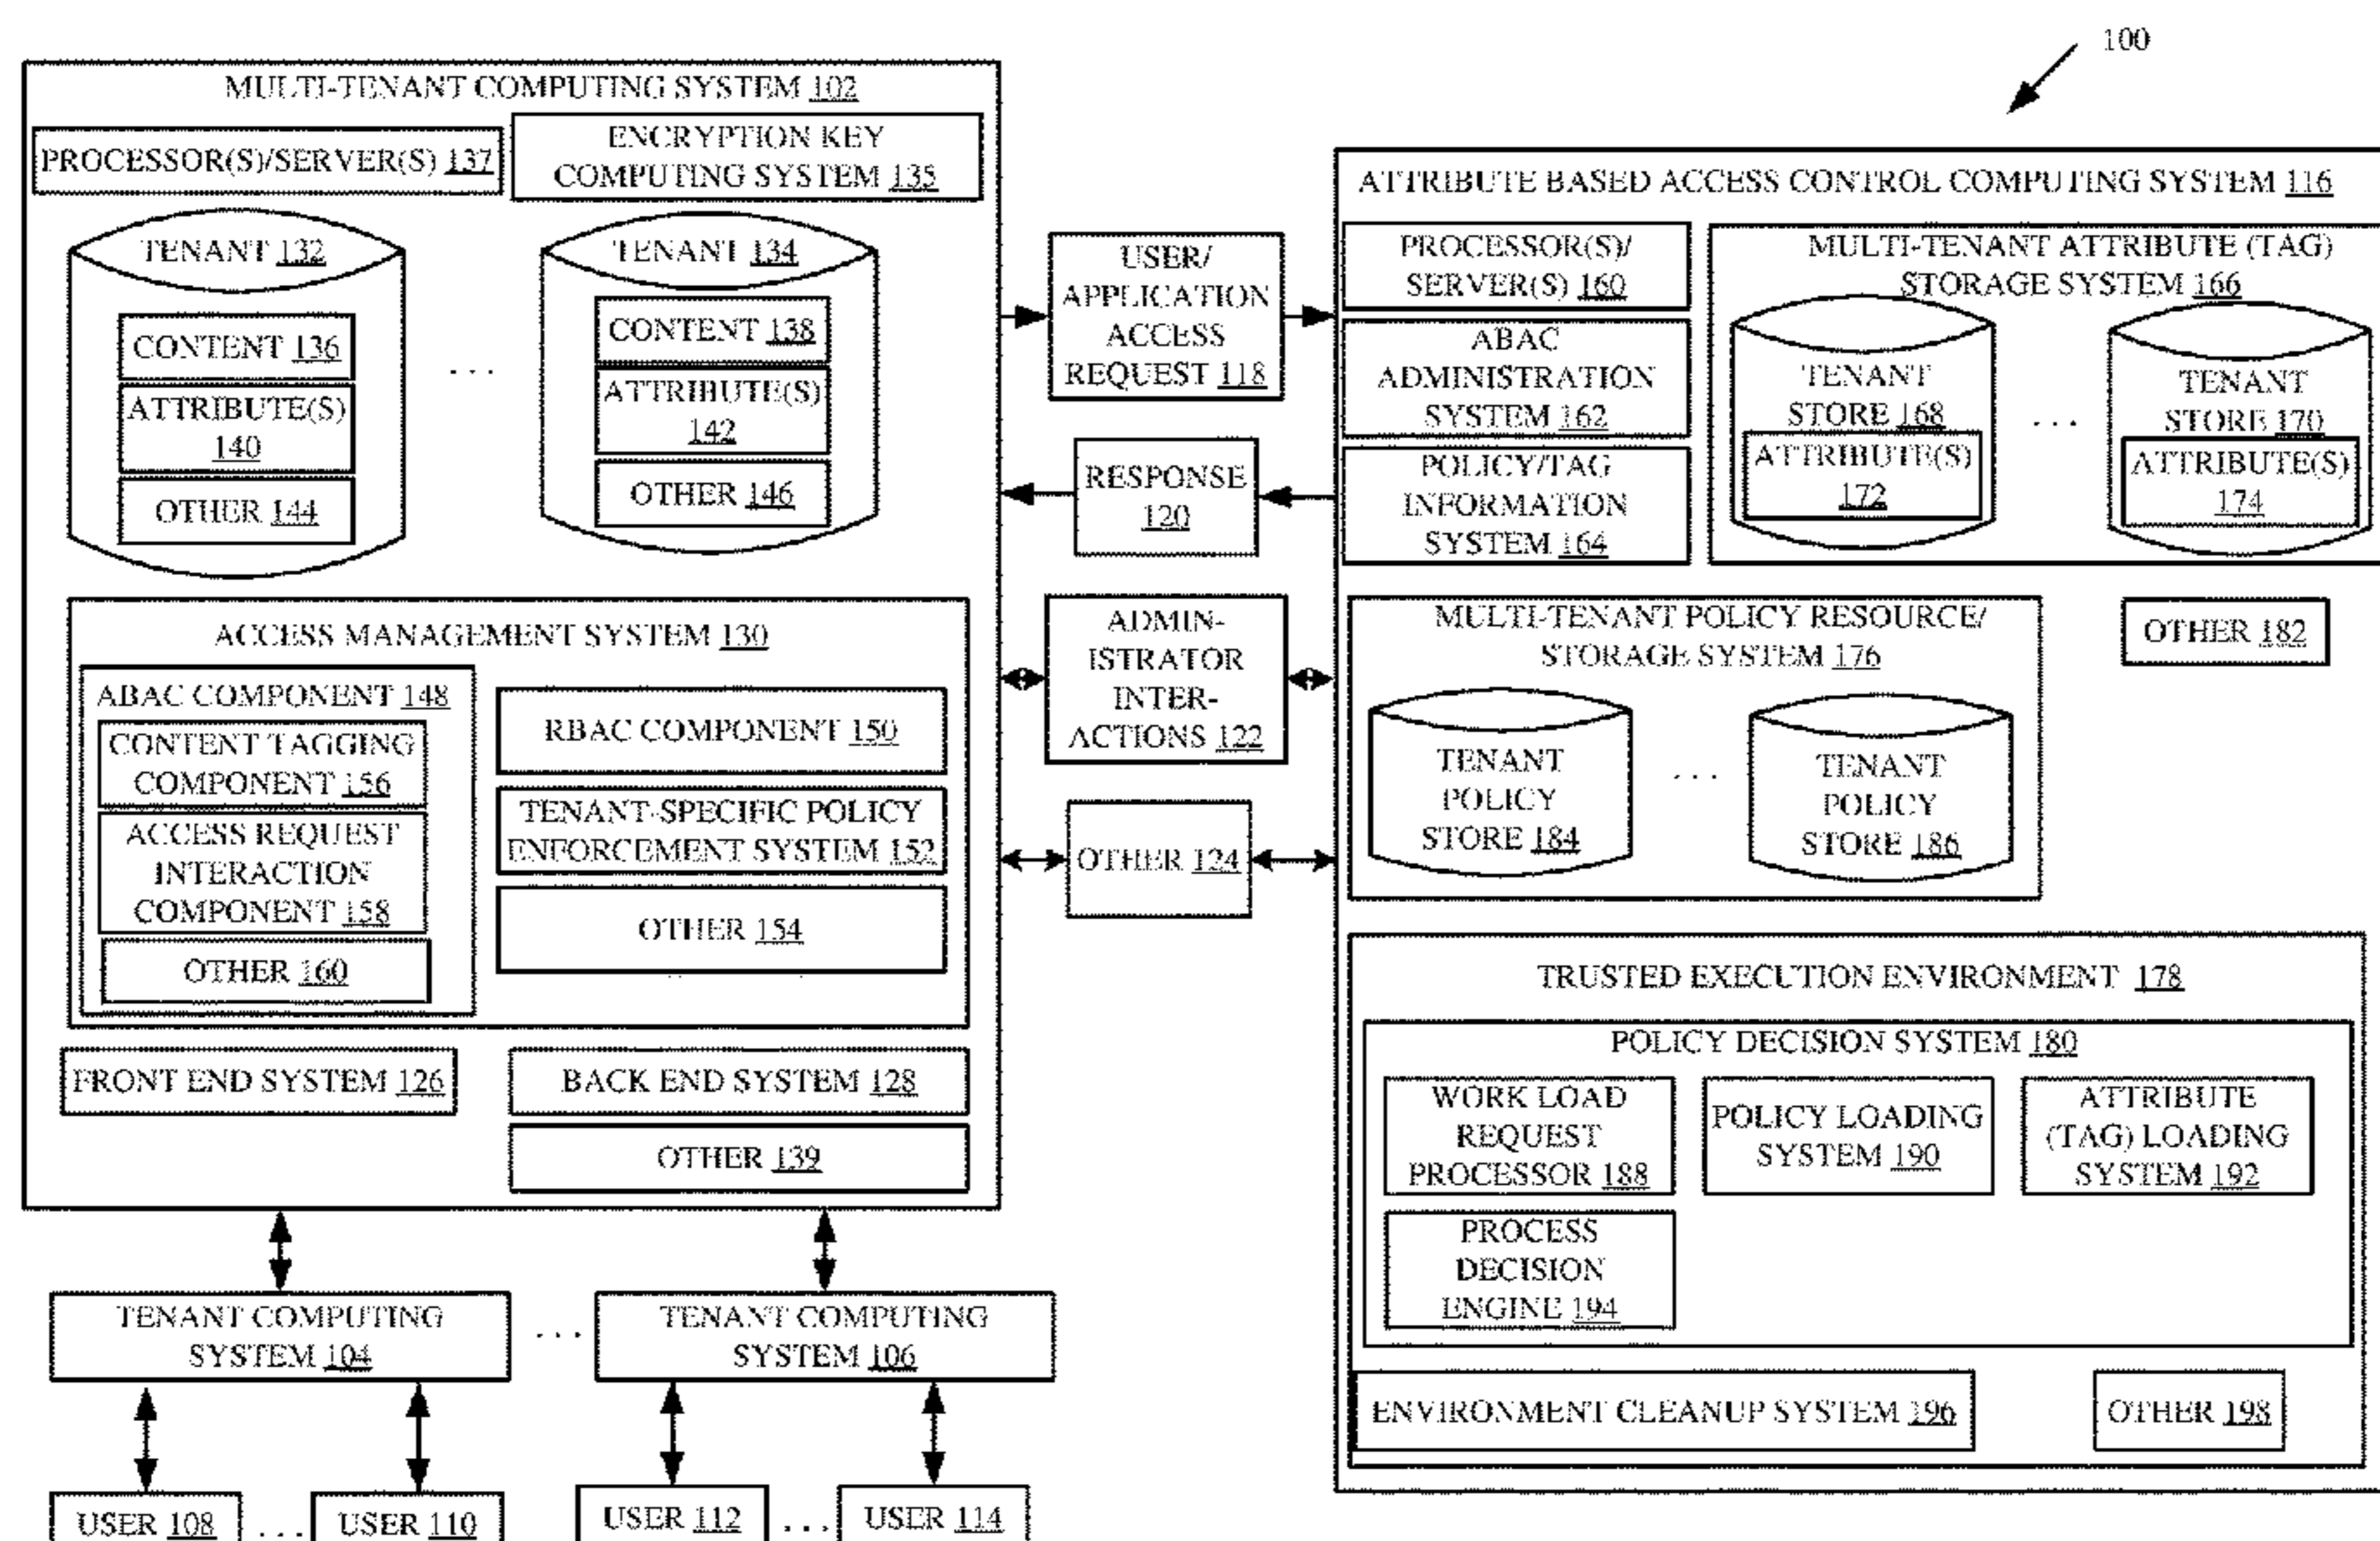 100
MULTI-TENANT COMPUTING SYSTEM 102
PROCESSOR(S)/SERVER(S) 137
ENCRYPTION KEY
COMPUTING SYSTEM 135
TENANT 132
CONTENT 136
ATTRIBUTE(S)
140
OTHER 144
. . .
TENANT 134
CONTENT 138
ATTRIBUTE(S)
142
OTHER 146
ACCESS MANAGEMENT SYSTEM 130
ABAC COMPONENT 148
CONTENT TAGGING
COMPONENT 156
ACCESS REQUEST
INTERACTION
COMPONENT 158
OTHER 160
RBAC COMPONENT 150
TENANT-SPECIFIC POLICY
ENFORCEMENT SYSTEM 152
OTHER 154
FRONT END SYSTEM 126
BACK END SYSTEM 128
OTHER 139
USER/
APPLICATION
ACCESS
REQUEST 118
RESPONSE
120
ADMIN-
ISTRATOR
INTER-
ACTIONS 122
OTHER 124
ATTRIBUTE BASED ACCESS CONTROL COMPUTING SYSTEM 116
PROCESSOR(S)/
SERVER(S) 160
ABAC
ADMINISTRATION
SYSTEM 162
POLICY/TAG
INFORMATION
SYSTEM 164
MULTI-TENANT ATTRIBUTE (TAG)
STORAGE SYSTEM 166
TENANT
STORE 168
ATTRIBUTE(S)
172
. . .
TENANT
STORE 170
ATTRIBUTE(S)
174
MULTI-TENANT POLICY RESOURCE/
STORAGE SYSTEM 176
TENANT
POLICY
STORE 184
. . .
TENANT
POLICY
STORE 186
OTHER 182
TRUSTED EXECUTION ENVIRONMENT 178
POLICY DECISION SYSTEM 180
WORK LOAD
REQUEST
PROCESSOR 188
POLICY LOADING
SYSTEM 190
ATTRIBUTE
(TAG) LOADING
SYSTEM 192
PROCESS
DECISION
ENGINE 194
ENVIRONMENT CLEANUP SYSTEM 196
OTHER 198
TENANT COMPUTING
SYSTEM 104
. . .
TENANT COMPUTING
SYSTEM 106
USER 108
. . .
USER 110
USER 112
. . .
USER 114